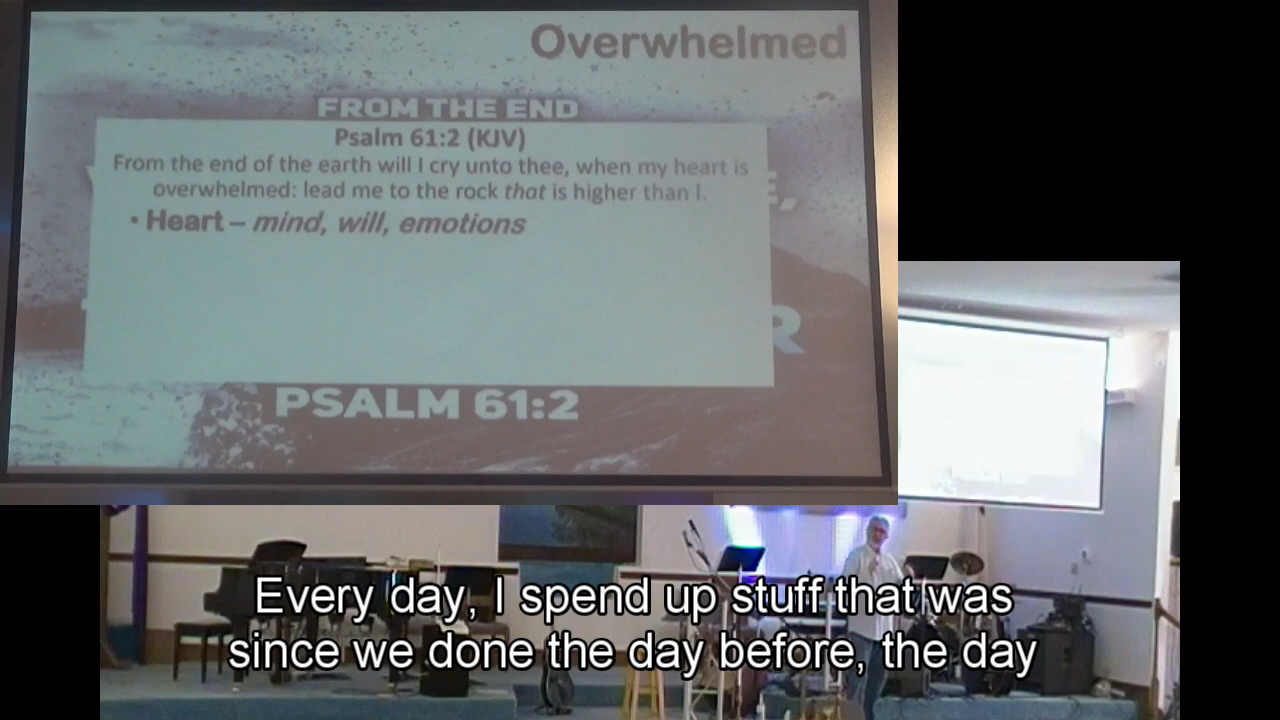 Overwhelmed
FROM THE END
Psalm 61:2 (KJV)
From the end of the earth will I cry unto thee, when my heart is
overwhelmed: lead me to the rock that is higher than I.
• Heart – mind, will, emotions
PSALM 61:2
Every day, I spend up stuff that was
since we done the day before, the day